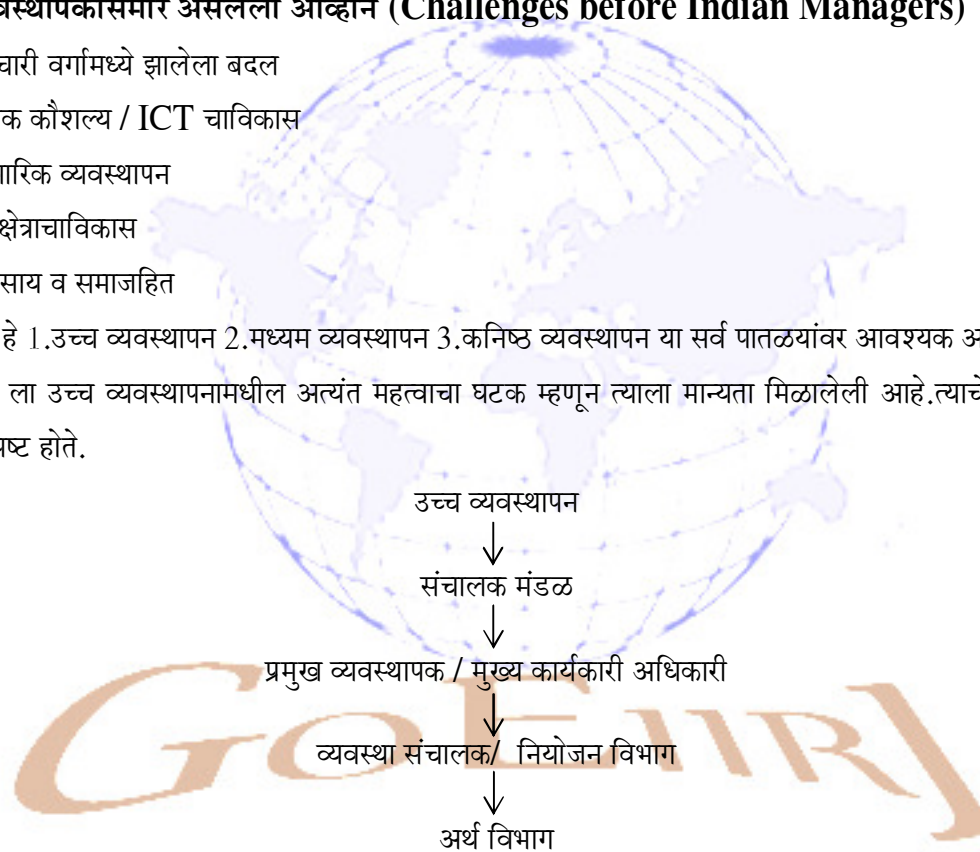 वस्थापकांसमोर असलेली आव्हाने (Challenges before Indian Managers)
चारी वर्गामध्ये झालेला बदल
क कौशल्य / ICT चाविकास
गारिक व्यवस्थापन
क्षेत्राचाविकास
साय व समाजहित
हे 1.उच्च व्यवस्थापन 2.मध्यम व्यवस्थापन 3.कनिष्ठ व्यवस्थापन या सर्व पातळयांवर आवश्यक अ
ला उच्च व्यवस्थापनामधील अत्यंत महत्वाचा घटक म्हणून त्याला मान्यता मिळालेली आहे.त्याचे
ष्ट होते.
उच्च व्यवस्थापन
संचालक मंडळ
प्रमुख व्यवस्थापक / मुख्य कार्यकारी अधिकारी
व्यवस्था संचालक/ नियोजन विभाग
अर्थ विभाग
GOEIIRJ